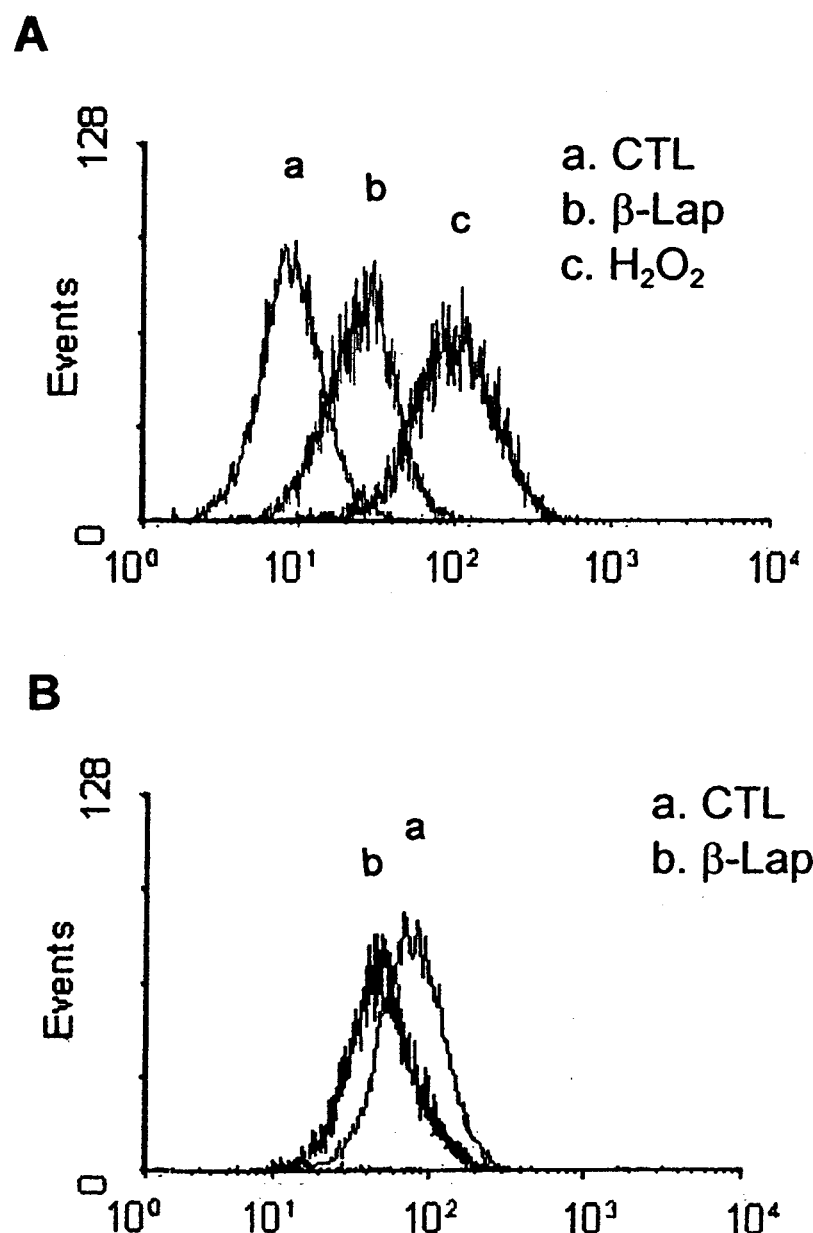 A
128
a
b
c
a. CTL
b. β-Lap
c. H₂O₂
Events
0
10⁰ 10¹ 10² 10³ 10⁴
B
128
a
b
a. CTL
b. β-Lap
Events
0
10⁰ 10¹ 10² 10³ 10⁴